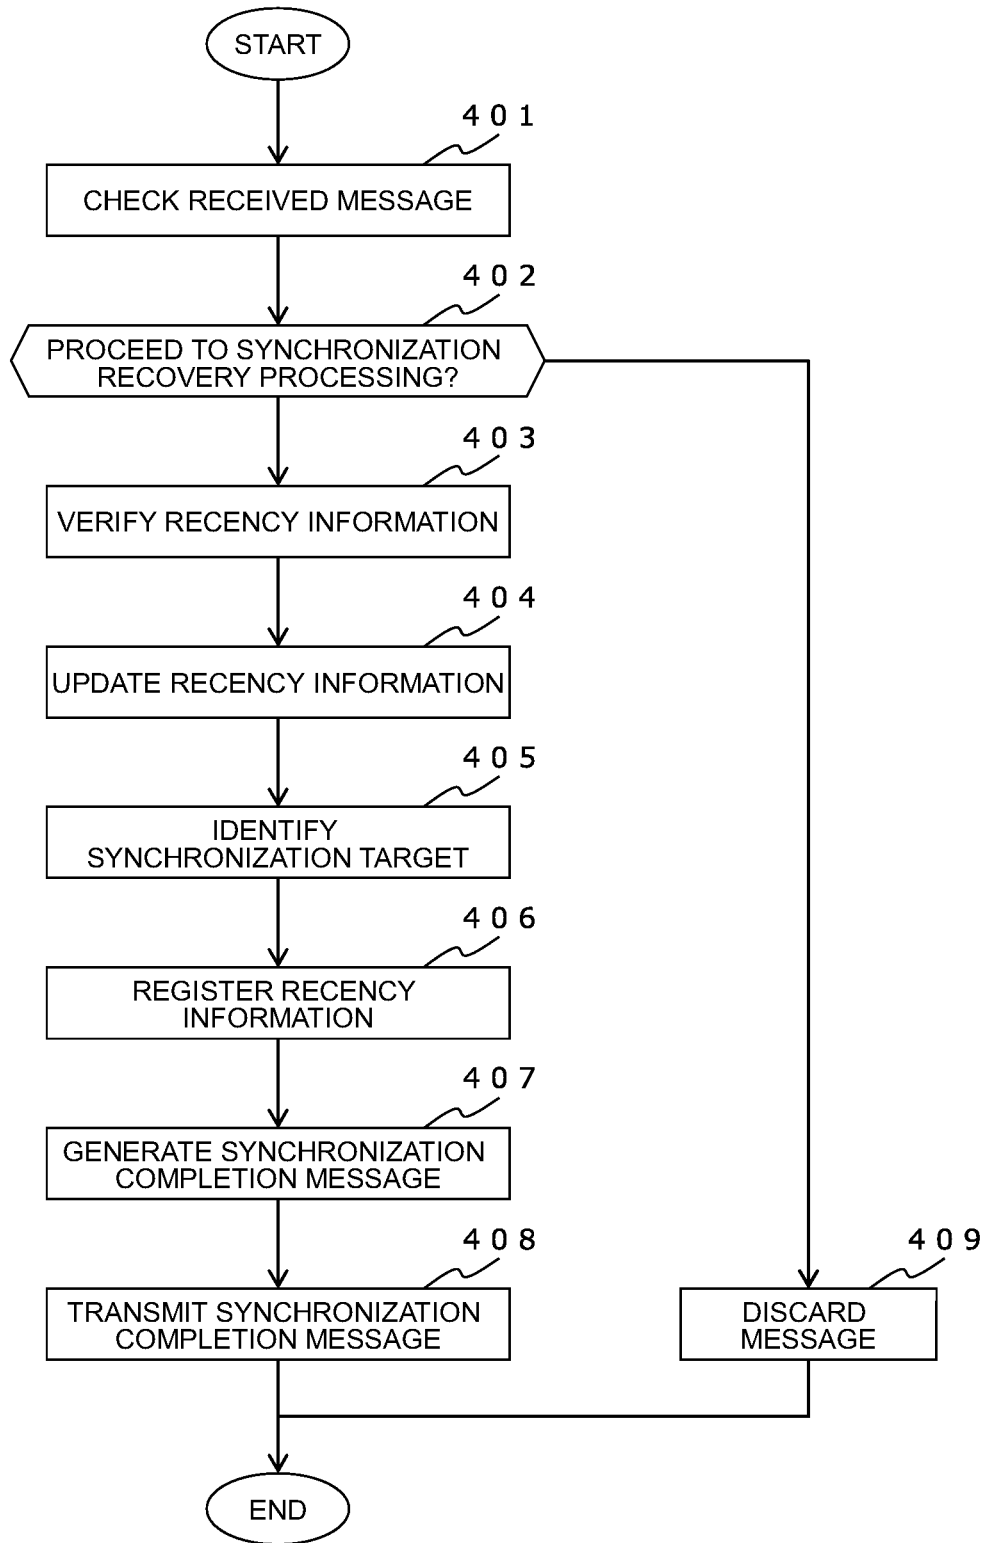 START
401
CHECK RECEIVED MESSAGE
402
PROCEED TO SYNCHRONIZATION
RECOVERY PROCESSING?
403
VERIFY RECENCY INFORMATION
404
UPDATE RECENCY INFORMATION
405
IDENTIFY
SYNCHRONIZATION TARGET
406
REGISTER RECENCY
INFORMATION
407
GENERATE SYNCHRONIZATION
COMPLETION MESSAGE
408
TRANSMIT SYNCHRONIZATION
COMPLETION MESSAGE
409
DISCARD
MESSAGE
END